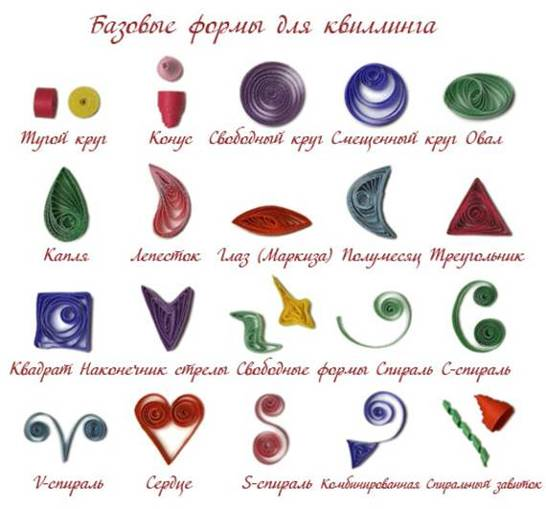 Базовые формы для квиллинга
Тугой круг Конус Свободный круг Смещенный круг Овал
Капля Лепесток Глаз (Маркиза) Полумесяц Треугольник
Квадрат Наконечник стрелы Свободные формы Спираль С-спираль
V-спираль Сердце S-спираль Комбинированная Спиральный завиток